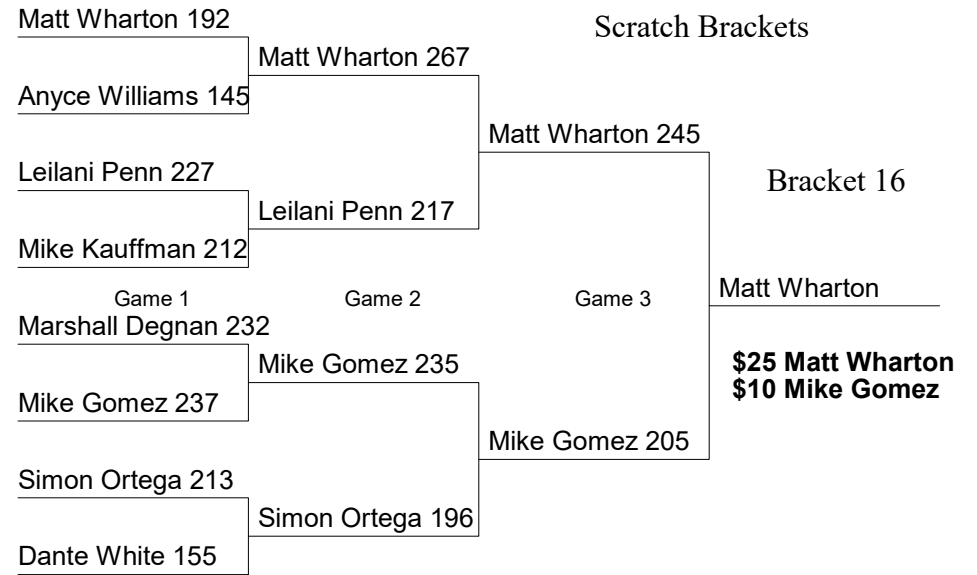 Matt Wharton 192
Scratch Brackets
Matt Wharton 267
Anyce Williams 145
Matt Wharton 245
Leilani Penn 227
Bracket 16
Leilani Penn 217
Mike Kauffman 212
Game 1
Game 2
Game 3
Matt Wharton
Marshall Degnan 232
Mike Gomez 235
$25 Matt Wharton
$10 Mike Gomez
Mike Gomez 237
Mike Gomez 205
Simon Ortega 213
Simon Ortega 196
Dante White 155